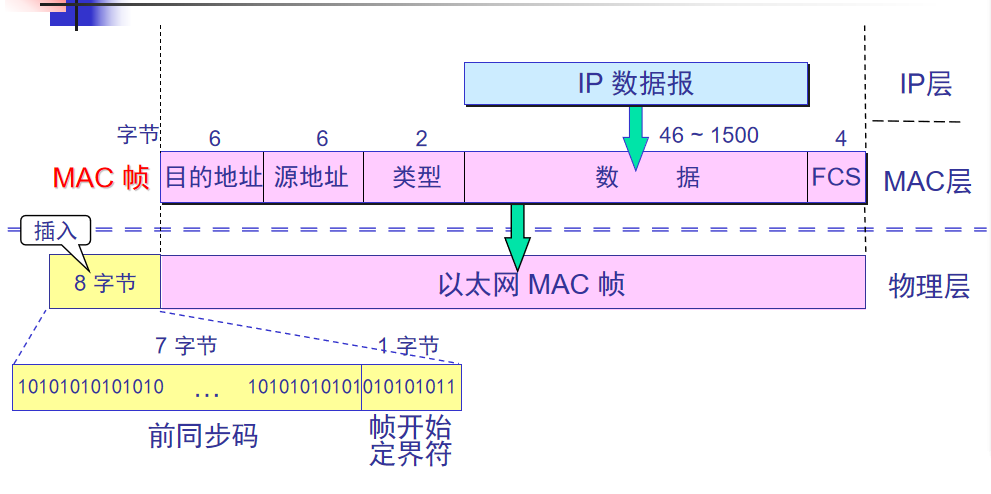 IP 数据报
IP层
字节 6 6 2 46 ~ 1500 4
MAC 帧 目的地址 源地址 类型 数 据 FCS MAC层
插入
8 字节 以太网 MAC 帧 物理层
7 字节 1 字节
10101010101010 … 10101010101 010101011
前同步码 帧开始
定界符